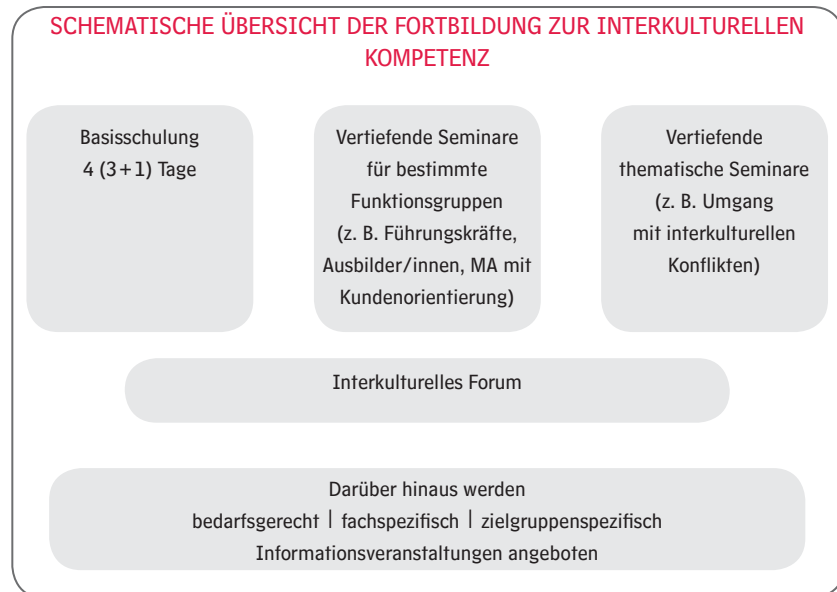 SCHEMATISCHE ÜBERSICHT DER FORTBILDUNG ZUR INTERKULTURELLEN
KOMPETENZ
Basisschulung
4 (3+1) Tage
Vertiefende Seminare
für bestimmte
Funktionsgruppen
(z. B. Führungskräfte,
Ausbilder/innen, MA mit
Kundenorientierung)
Vertiefende
thematische Seminare
(z. B. Umgang
mit interkulturellen
Konflikten)
Interkulturelles Forum
Darüber hinaus werden
bedarfsgerecht | fachspezifisch | zielgruppenspezifisch
Informationsveranstaltungen angeboten